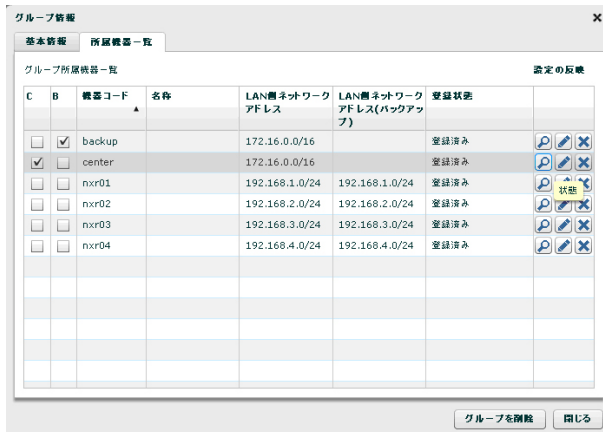 グループ情報
基本情報 所属機器一覧
グループ所属機器一覧 設定の反映
C B 機器コード 名称 LAN側ネットワークアドレス LAN側ネットワークアドレス(バックアップ) 登録状態
backup 172.16.0.0/16 登録済み
center 172.16.0.0/16 登録済み
nxr01 192.168.1.0/24 192.168.1.0/24 登録済み
状態
nxr02 192.168.2.0/24 192.168.2.0/24 登録済み
nxr03 192.168.3.0/24 192.168.3.0/24 登録済み
nxr04 192.168.4.0/24 192.168.4.0/24 登録済み
グループを削除 閉じる